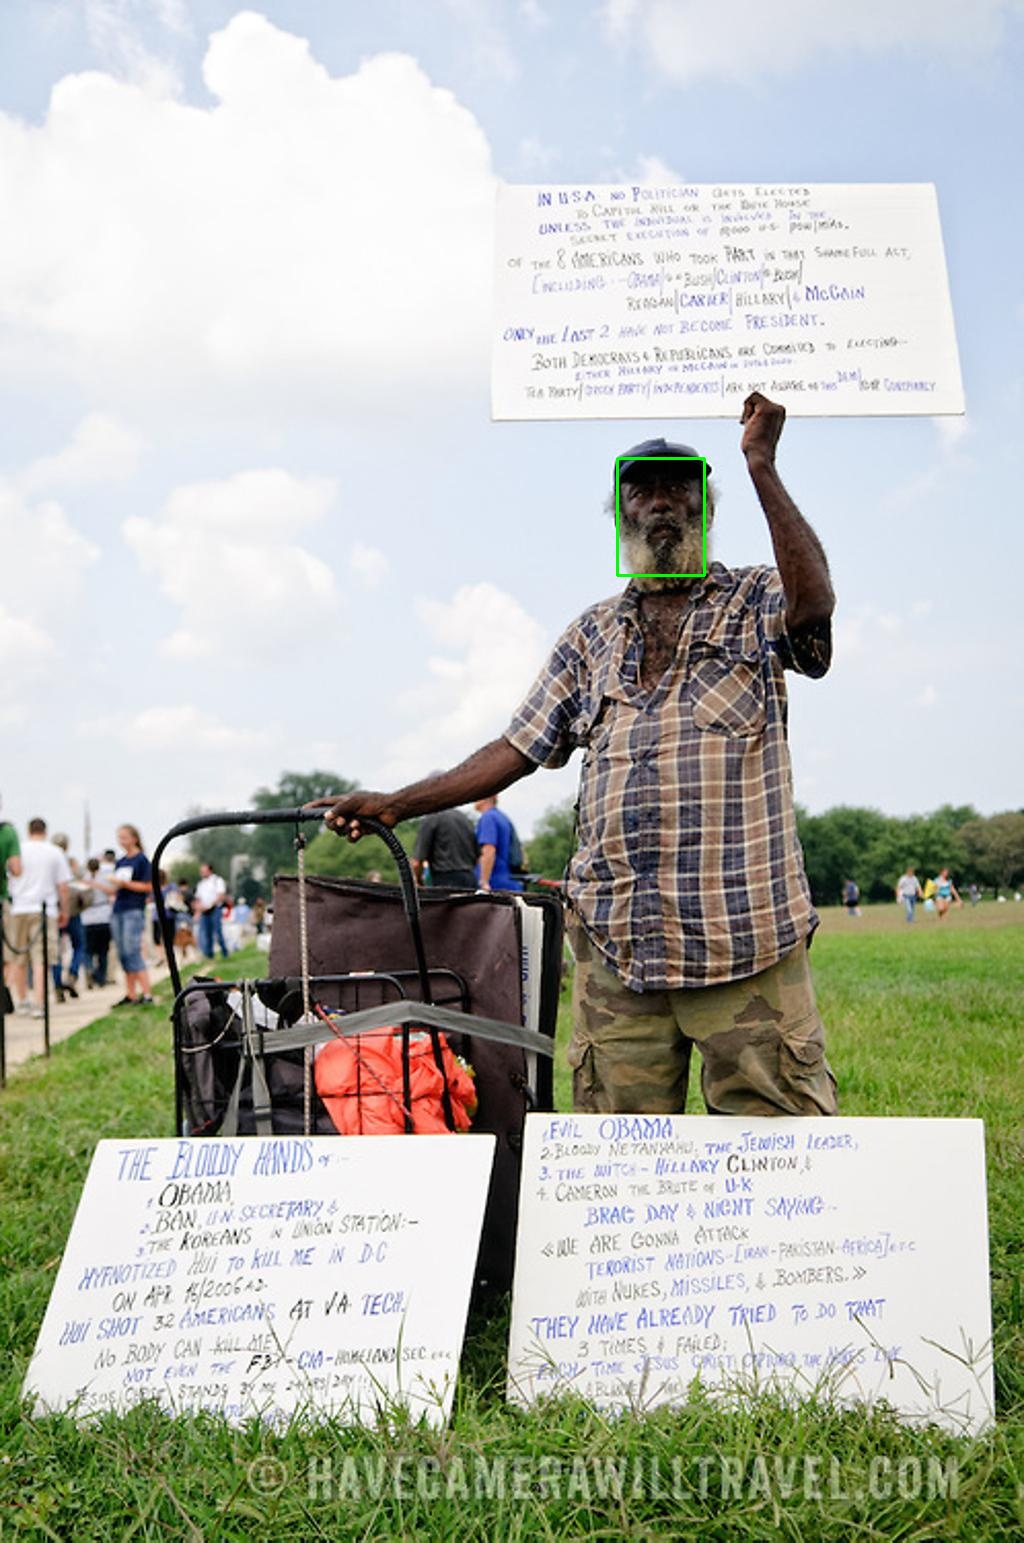 IN U.S.A. NO POLITICIAN GETS ELECTED
TO CAPITOL HILL OR THE WHITE HOUSE
UNLESS THE INDIVIDUAL IS INVOLVED IN THE
SECRET EXECUTION OF U.S. POW/MIAs.
OF THE 8 AMERICANS WHO TOOK PART IN THAT SHAMEFULL ACT,
[INCLUDING - OBAMA/ BUSH/CLINTON/ BUSH/
REAGAN/CARTER/HILLARY/& McCAIN
ONLY THE LAST 2 HAVE NOT BECOME PRESIDENT.
BOTH DEMOCRATS & REPUBLICANS ARE COMMITED TO ELECTING
EITHER HILLARY OR McCAIN IN
TEA PARTY/GREEN PARTY/INDEPENDENTS/ARE NOT AWARE OF THIS DEM/ CONSPIRACY
THE BLOODY HANDS OF:-
1. OBAMA,
2. BAN, U.N. SECRETARY &
3. THE KOREANS IN UNION STATION:-
HYPNOTIZED HUI TO KILL ME IN D.C
ON APR 16/2006 A.D.
HUI SHOT 32 AMERICANS AT VA. TECH.
NO BODY CAN KILL ME
NOT EVEN THE FBI-CIA-HOMELAND SEC. etc
JESUS CHRIST STANDS BY ME 24HRS/DAY!!!
1. EVIL OBAMA,
2. BLOODY NETANYAHU, THE JEWISH LEADER,
3. THE WITCH - HILLARY CLINTON, &
4. CAMERON THE BRUTE OF U.K
BRAG DAY & NIGHT SAYING:-
«WE ARE GONNA ATTACK
TERORIST NATIONS-[IRAN-PAKISTAN-AFRICA] ETC
WITH NUKES, MISSILES, & BOMBERS.»
THEY HAVE ALREADY TRIED TO DO THAT
3 TIMES & FAILED:
EACH TIME JESUS CHRIST CAPTURED THE NUKES LIVE
© HAVECAMERAWILLTRAVEL.COM